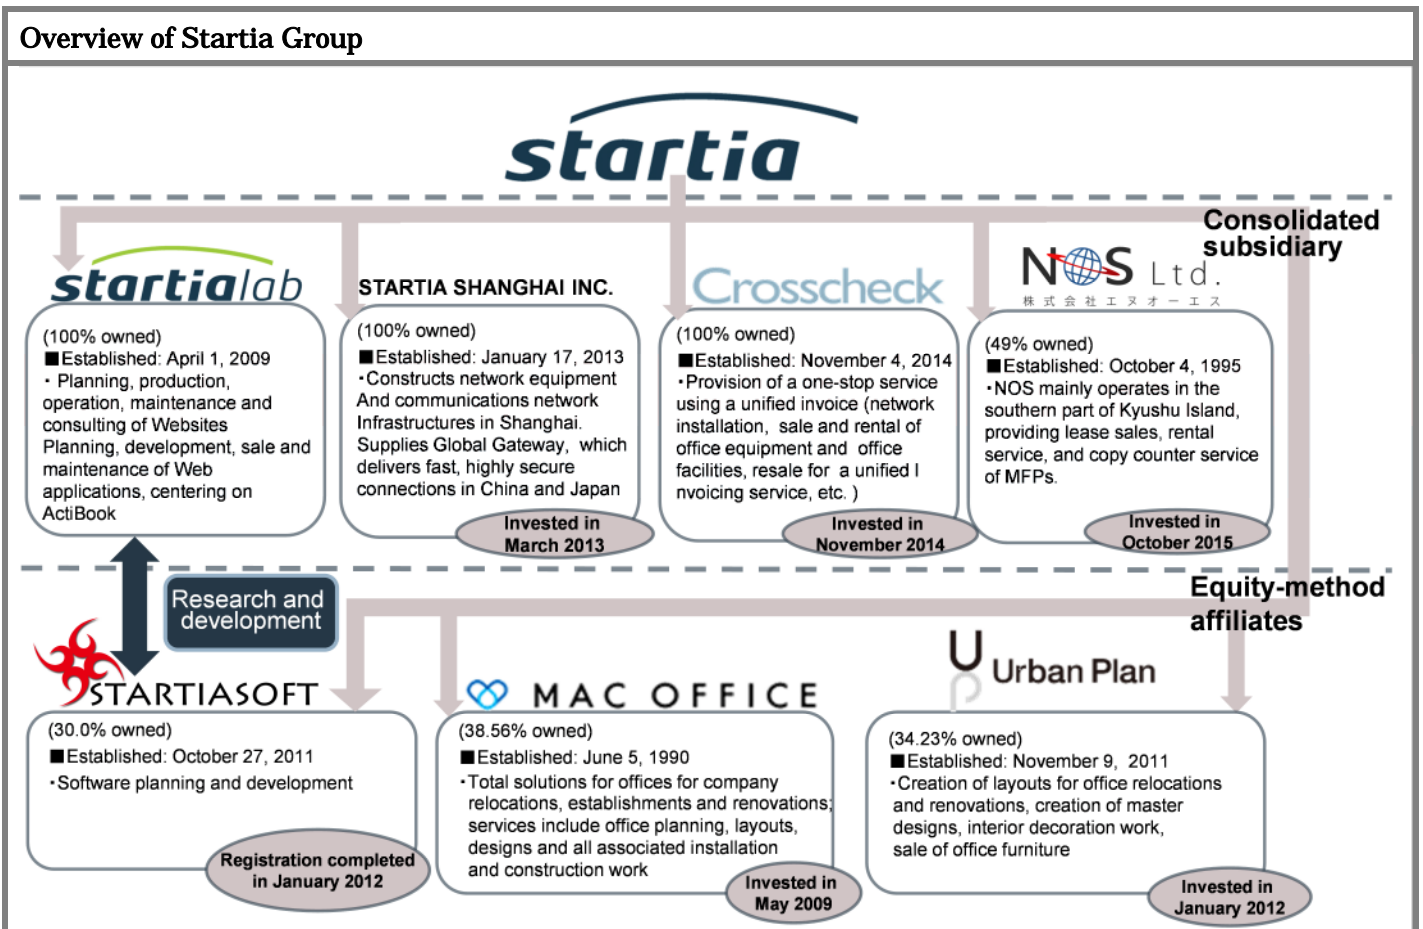 Overview of Startia Group
startia
Consolidated
subsidiary
startialab
(100% owned)
■Established: April 1, 2009
・ Planning, production,
operation, maintenance and
consulting of Websites
Planning, development, sale and
maintenance of Web
applications, centering on
ActiBook
STARTIA SHANGHAI INC.
(100% owned)
■Established: January 17, 2013
・Constructs network equipment
And communications network
Infrastructures in Shanghai.
Supplies Global Gateway, which
delivers fast, highly secure
connections in China and Japan
Invested in
March 2013
Crosscheck
(100% owned)
■Established: November 4, 2014
・Provision of a one-stop service
using a unified invoice (network
installation, sale and rental of
office equipment and office
facilities, resale for a unified I
nvoicing service, etc. )
Invested in
November 2014
NOS Ltd.
株式会社エヌオーエス
(49% owned)
■Established: October 4, 1995
・NOS mainly operates in the
southern part of Kyushu Island,
providing lease sales, rental
service, and copy counter service
of MFPs.
Invested in
October 2015
Research and
development
Equity-method
affiliates
STARTIASOFT
(30.0% owned)
■Established: October 27, 2011
・Software planning and development
Registration completed
in January 2012
MAC OFFICE
(38.56% owned)
■Established: June 5, 1990
・Total solutions for offices for company
relocations, establishments and renovations;
services include office planning, layouts,
designs and all associated installation
and construction work
Invested in
May 2009
UP Urban Plan
(34.23% owned)
■Established: November 9, 2011
・Creation of layouts for office relocations
and renovations, creation of master
designs, interior decoration work,
sale of office furniture
Invested in
January 2012